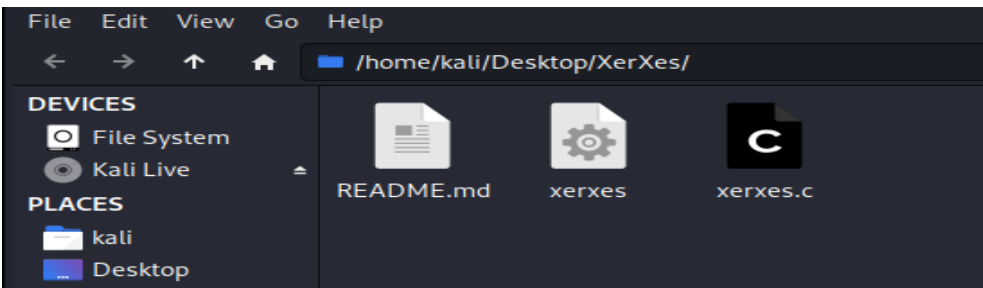 File Edit View Go Help
/home/kali/Desktop/XerXes/
DEVICES
File System
Kali Live
PLACES
kali
Desktop
C
README.md xerxes xerxes.c